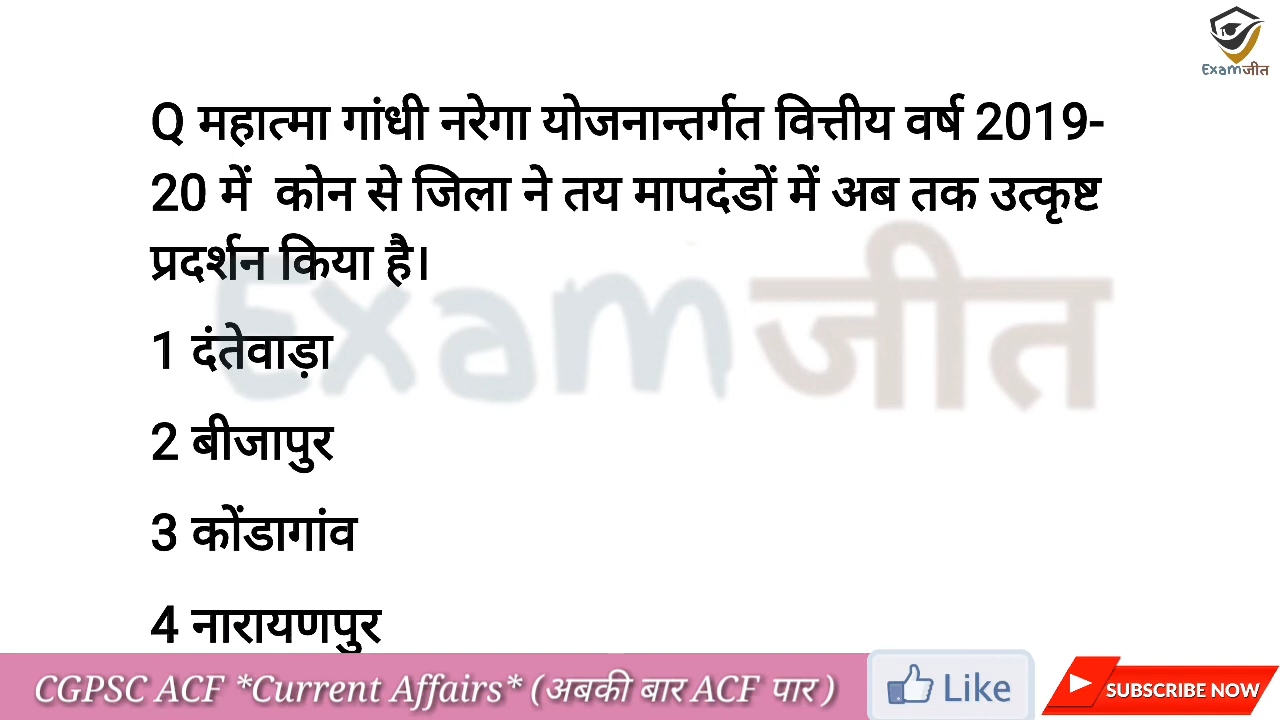 Examजीत
Q महात्मा गांधी नरेगा योजनान्तर्गत वित्तीय वर्ष 2019-
20 में कोन से जिला ने तय मापदंडों में अब तक उत्कृष्ट
प्रदर्शन किया है।
Examजीत
1 दंतेवाड़ा
2 बीजापुर
3 कोंडागांव
4 नारायणपुर
CGPSC ACF *Current Affairs* (अबकी बार ACF पार)
Like
SUBSCRIBE NOW